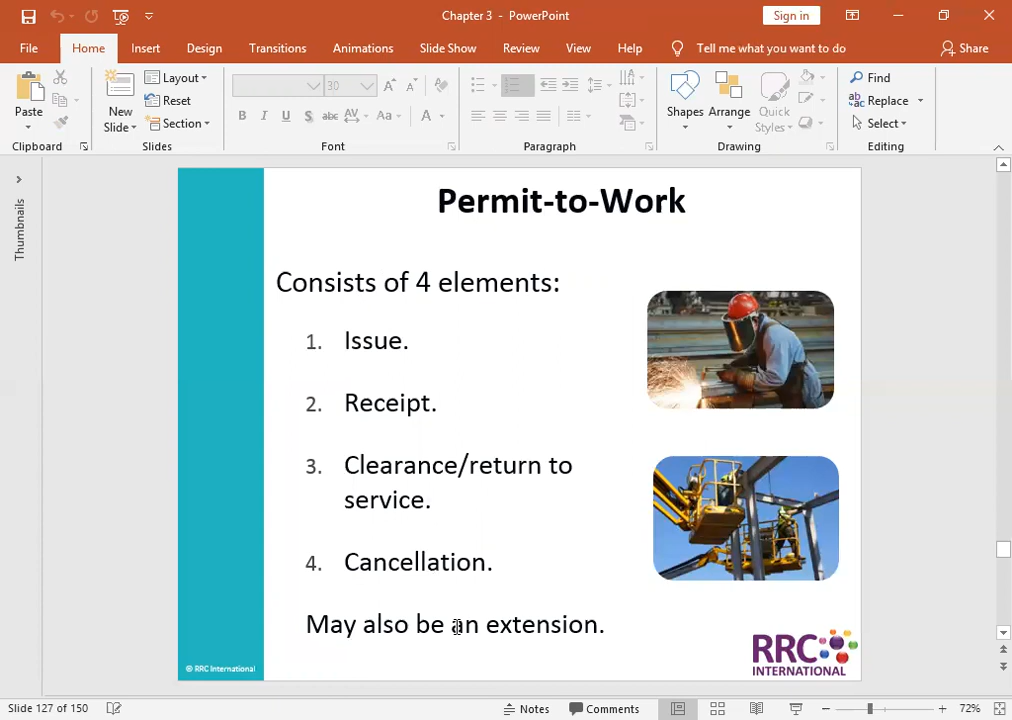 Chapter 3 - PowerPoint
Sign in
File Home Insert Design Transitions Animations Slide Show Review View Help Tell me what you want to do Share
Paste
Clipboard
New Slide
Layout
Reset
Section
Slides
30
B I U S abc AV Aa A
Font
Paragraph
Shapes
Arrange
Quick Styles
Drawing
Find
Replace
Select
Editing
Thumbnails
Permit-to-Work
Consists of 4 elements:
1. Issue.
2. Receipt.
3. Clearance/return to
service.
4. Cancellation.
May also be an extension.
© RRC International
RRC
INTERNATIONAL
Slide 127 of 150
Notes
Comments
72%